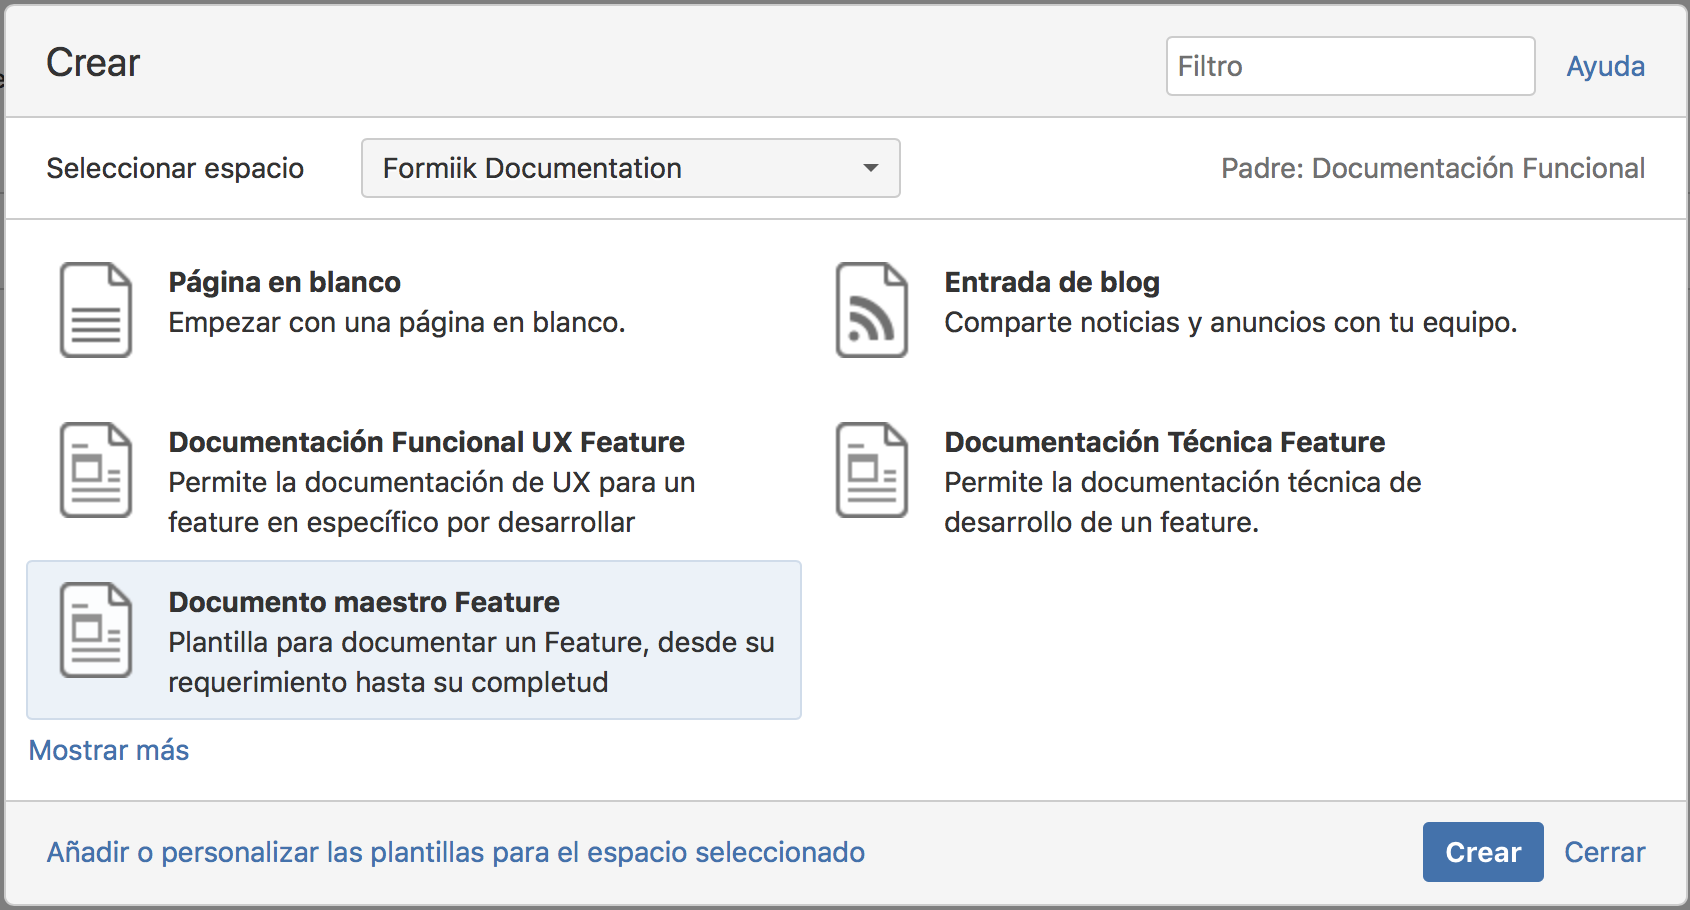 Crear
Filtro
Ayuda
Seleccionar espacio
Formiik Documentation
Padre: Documentación Funcional
Página en blanco
Empezar con una página en blanco.
Entrada de blog
Comparte noticias y anuncios con tu equipo.
Documentación Funcional UX Feature
Permite la documentación de UX para un
feature en específico por desarrollar
Documentación Técnica Feature
Permite la documentación técnica de
desarrollo de un feature.
Documento maestro Feature
Plantilla para documentar un Feature, desde su
requerimiento hasta su completud
Mostrar más
Añadir o personalizar las plantillas para el espacio seleccionado
Crear
Cerrar